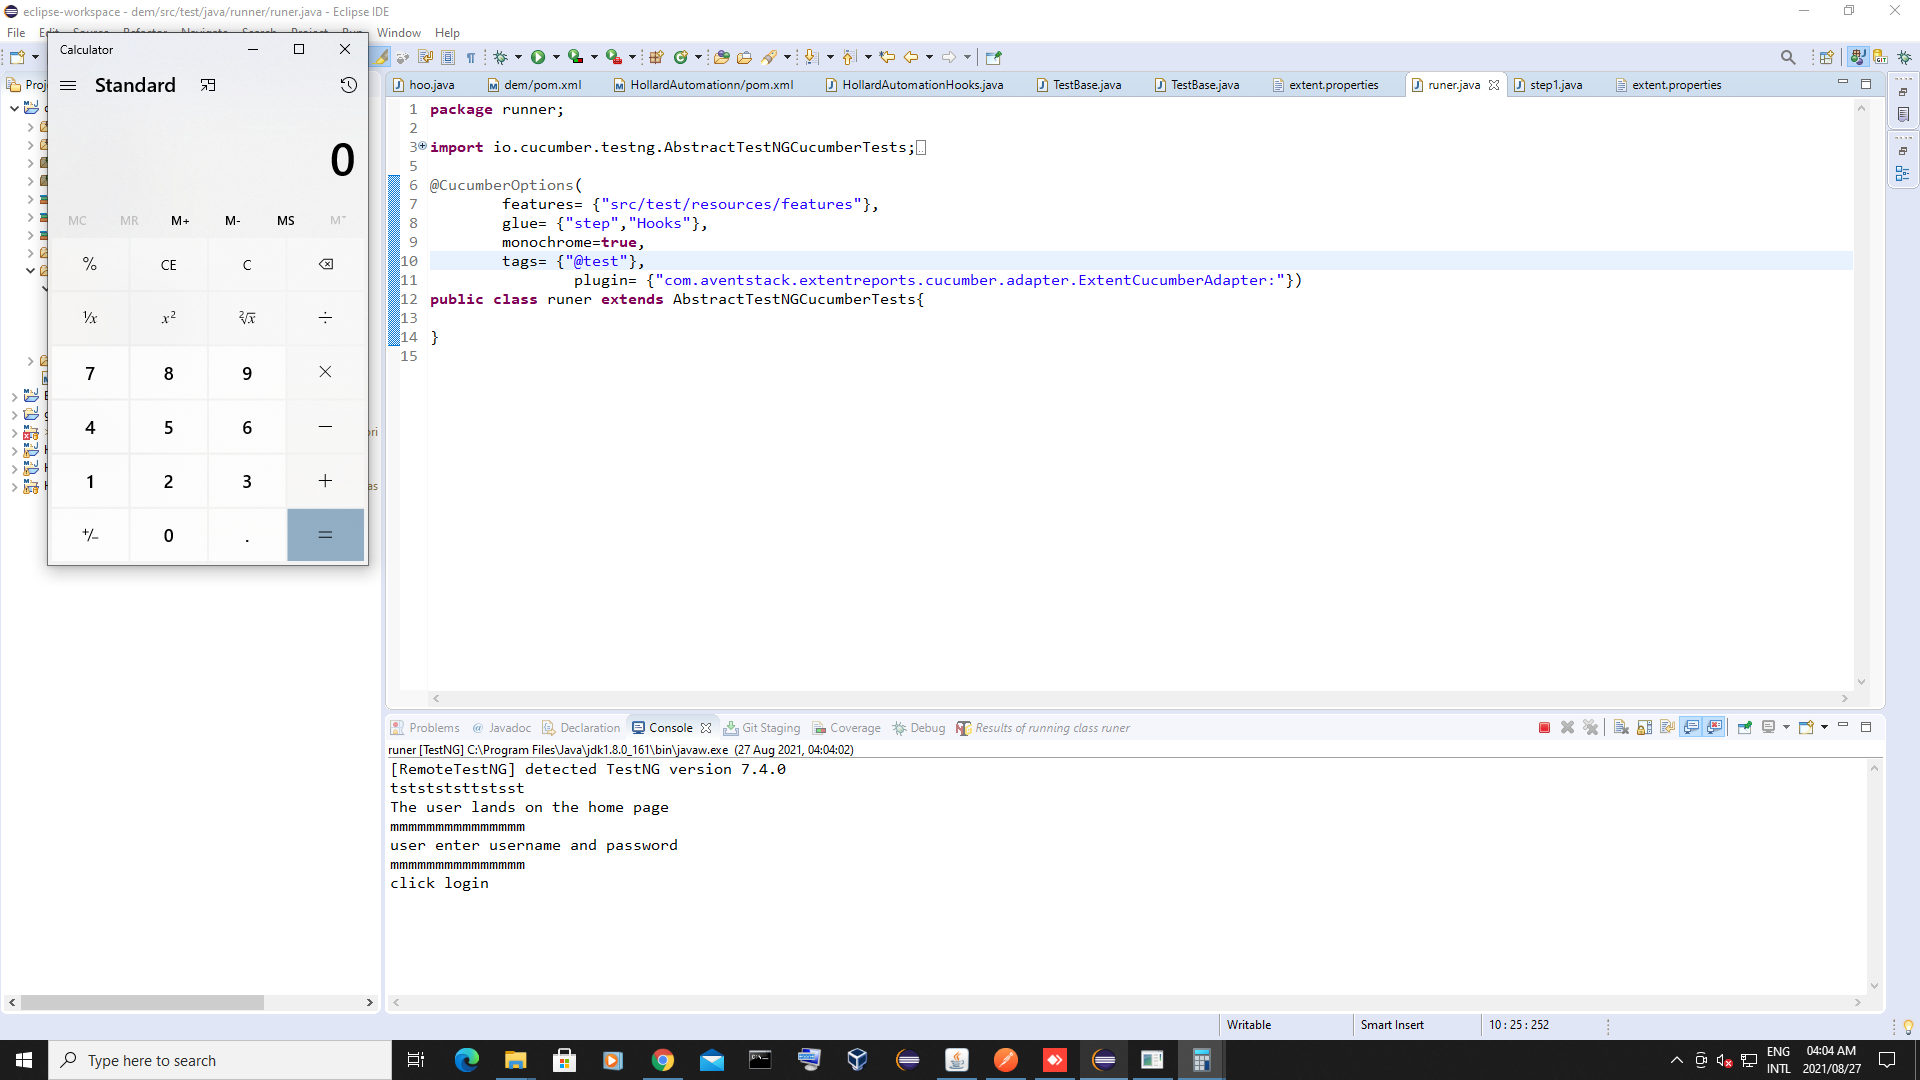 eclipse-workspace - dem/src/test/java/runner/runer.java - Eclipse IDE
File Edit Source Refactor Navigate Search Project Run Window Help
Calculator
Standard
0
MC MR M+ M- MS M˅
% CE C
¹/x x² ²√x ÷
7 8 9 ×
4 5 6 −
1 2 3 +
+/− 0 . =
hoo.java dem/pom.xml HollardAutomationn/pom.xml HollardAutomationHooks.java TestBase.java TestBase.java extent.properties runer.java step1.java extent.properties
1 package runner;
2
3 import io.cucumber.testng.AbstractTestNGCucumberTests;
5
6 @CucumberOptions(
7 features= {"src/test/resources/features"},
8 glue= {"step","Hooks"},
9 monochrome=true,
10 tags= {"@test"},
11 plugin= {"com.aventstack.extentreports.cucumber.adapter.ExtentCucumberAdapter:"})
12 public class runer extends AbstractTestNGCucumberTests{
13
14 }
15
Problems Javadoc Declaration Console Git Staging Coverage Debug Results of running class runer
runer [TestNG] C:\Program Files\Java\jdk1.8.0_161\bin\javaw.exe (27 Aug 2021, 04:04:02)
[RemoteTestNG] detected TestNG version 7.4.0
tststststtstsst
The user lands on the home page
mmmmmmmmmmmmmmm
user enter username and password
mmmmmmmmmmmmmmm
click login
Writable Smart Insert 10 : 25 : 252
Type here to search
ENG
INTL
04:04 AM
2021/08/27